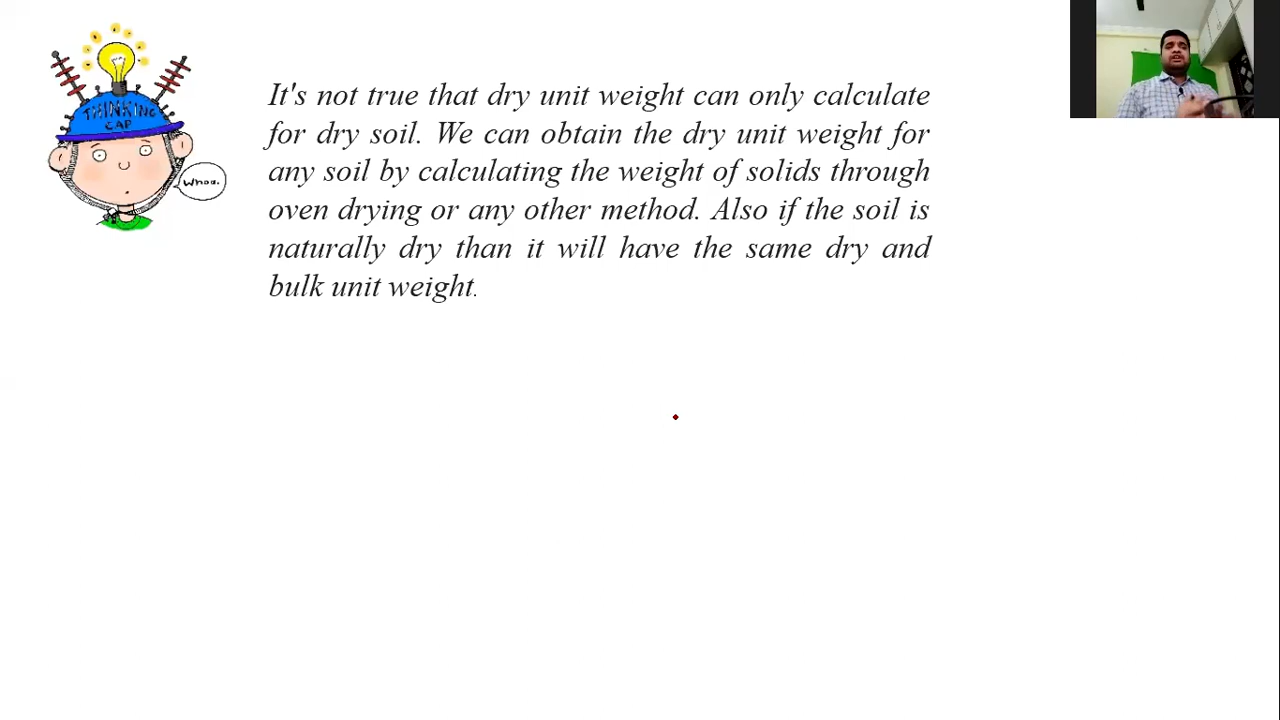 THINKING
CAP
Whoa.
It's not true that dry unit weight can only calculate
for dry soil. We can obtain the dry unit weight for
any soil by calculating the weight of solids through
oven drying or any other method. Also if the soil is
naturally dry than it will have the same dry and
bulk unit weight.